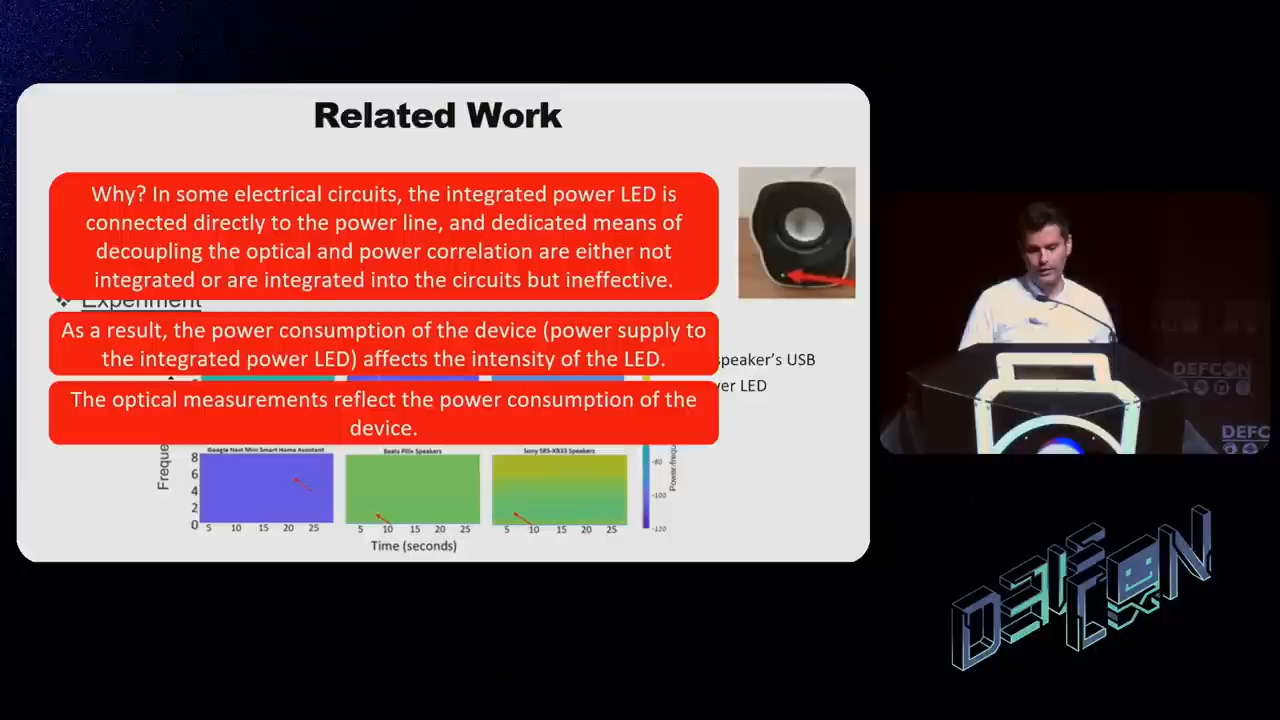 Related Work
Why? In some electrical circuits, the integrated power LED is
connected directly to the power line, and dedicated means of
decoupling the optical and power correlation are either not
integrated or are integrated into the circuits but ineffective.
Experiment
As a result, the power consumption of the device (power supply to
the integrated power LED) affects the intensity of the LED.
speaker's USB
er LED
The optical measurements reflect the power consumption of the
device.
Google Nest Mini Smart Home Assistant
Beats Pill+ Speakers
Sony SRS-XB33 Speakers
Freque
Power/freq
8
6
4
2
0
-80
-100
-120
5 10 15 20 25
5 10 15 20 25
5 10 15 20 25
Time (seconds)
DEFCON
DEFC
DEFCON